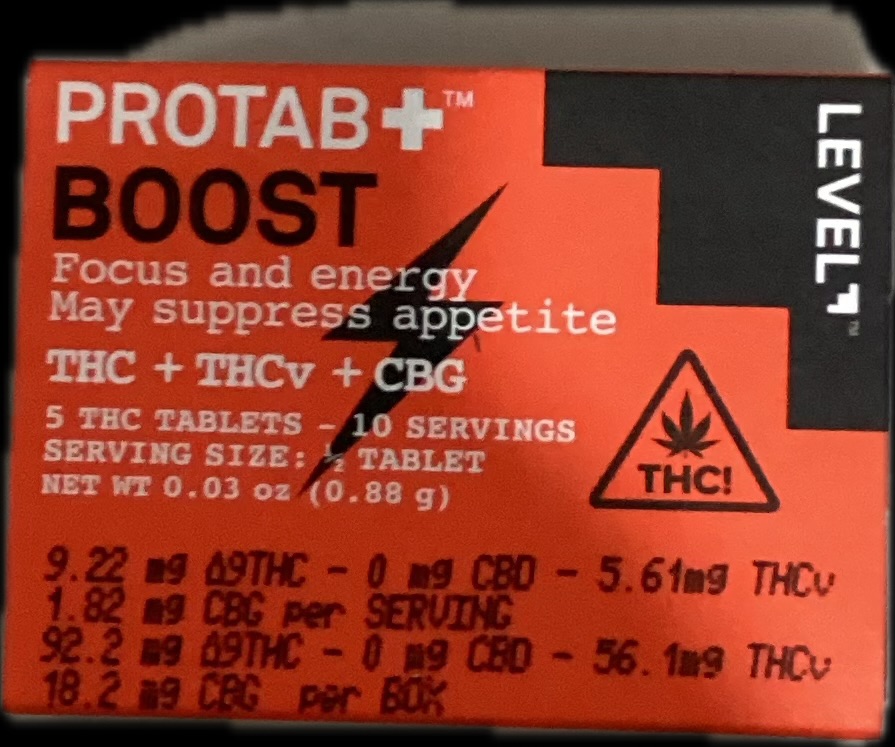 PROTAB+™
BOOST
Focus and energy
May suppress appetite
THC + THCv + CBG
5 THC TABLETS - 10 SERVINGS
SERVING SIZE: ½ TABLET
NET WT 0.03 oz (0.88 g)
9.22 mg Δ9THC - 0 mg CBD - 5.61mg THCv
1.82 mg CBG per SERVING
92.2 mg Δ9THC - 0 mg CBD - 56.1mg THCv
18.2 mg CBG per BOX
THC!
LEVEL™